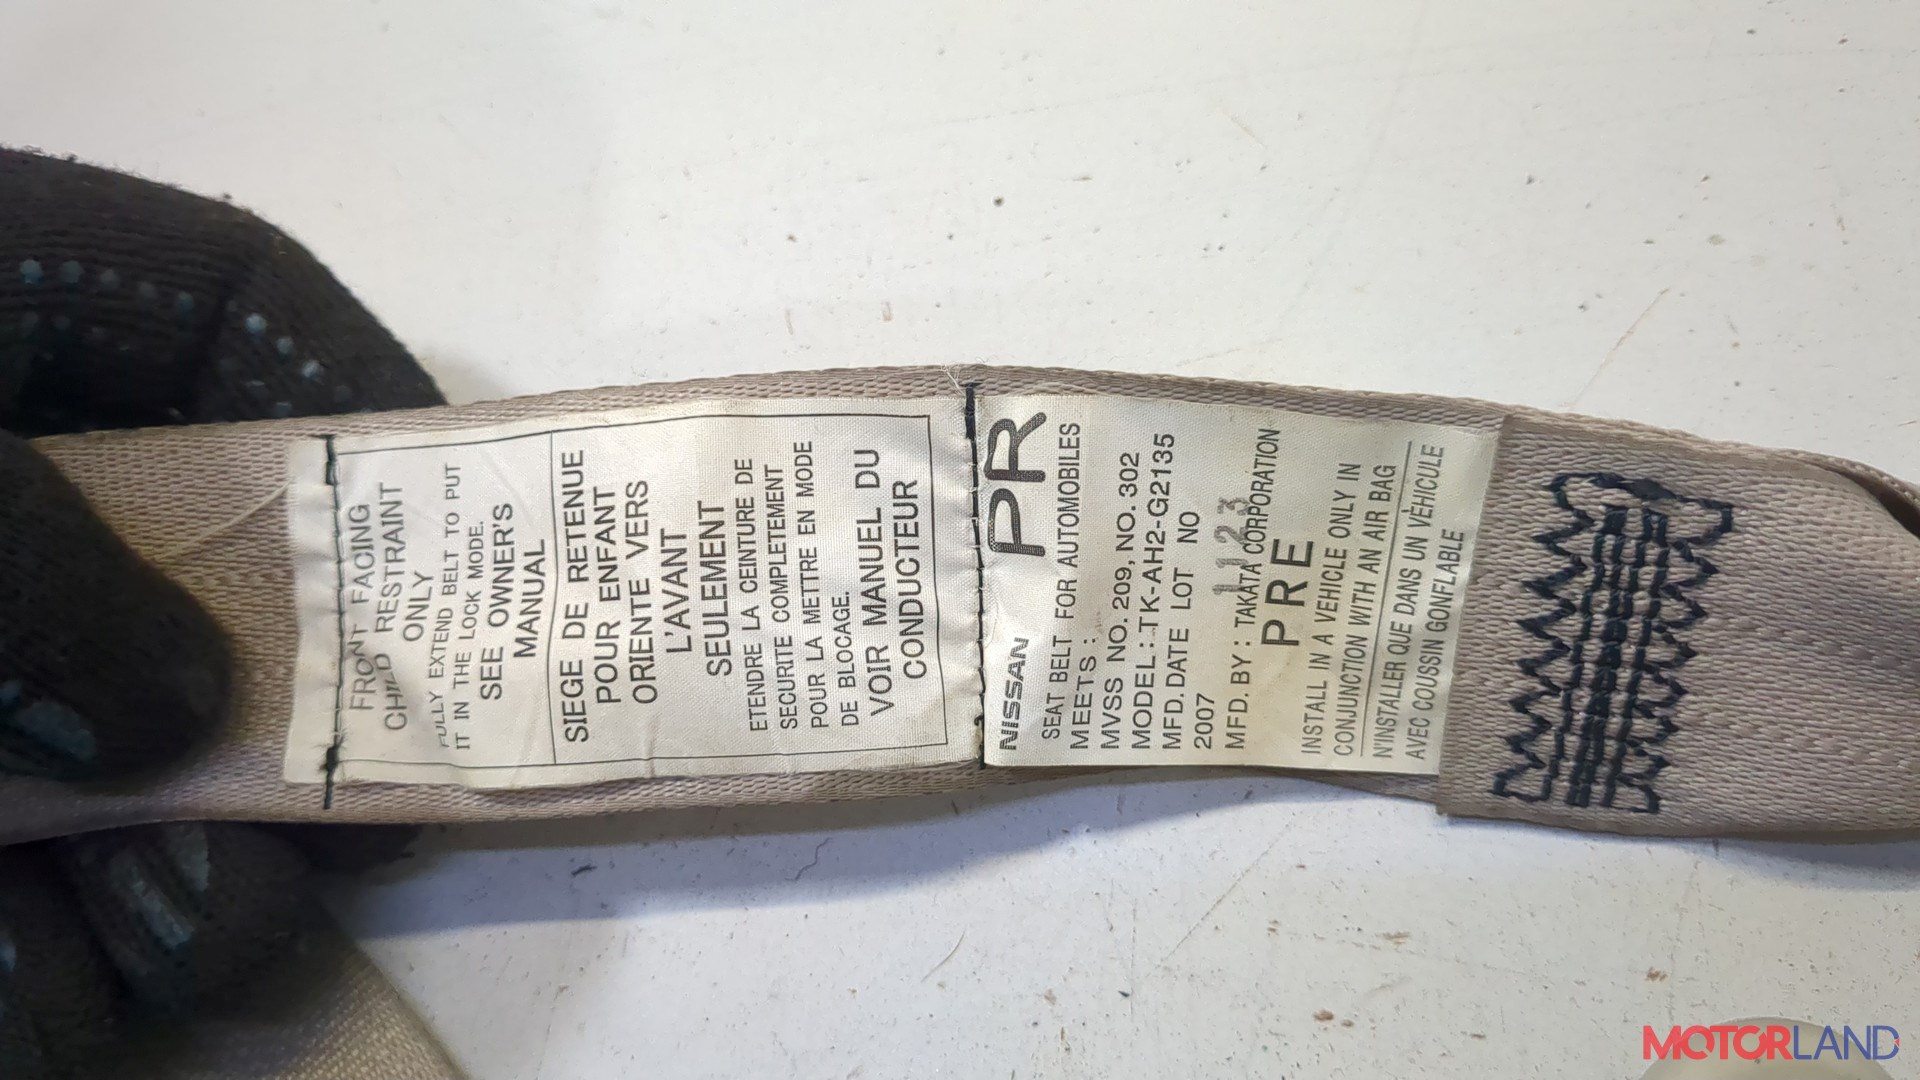 FRONT FACING
CHILD RESTRAINT
ONLY
FULLY EXTEND BELT TO PUT
IT IN THE LOCK MODE.
SEE OWNER'S
MANUAL
SIEGE DE RETENUE
POUR ENFANT
ORIENTE VERS
L'AVANT
SEULEMENT
ETENDRE LA CEINTURE DE
SECURITE COMPLETEMENT
POUR LA METTRE EN MODE
DE BLOCAGE.
VOIR MANUEL DU
CONDUCTEUR
NISSAN PR
SEAT BELT FOR AUTOMOBILES
MEETS :
MVSS NO. 209, NO. 302
MODEL : TK-AH2-G2135
MFD. DATE LOT NO
2007 1123
MFD. BY : TAKATA CORPORATION
PRE
INSTALL IN A VEHICLE ONLY IN
CONJUNCTION WITH AN AIR BAG
N'INSTALLER QUE DANS UN VÉHICULE
AVEC COUSSIN GONFLABLE
MOTORLAND